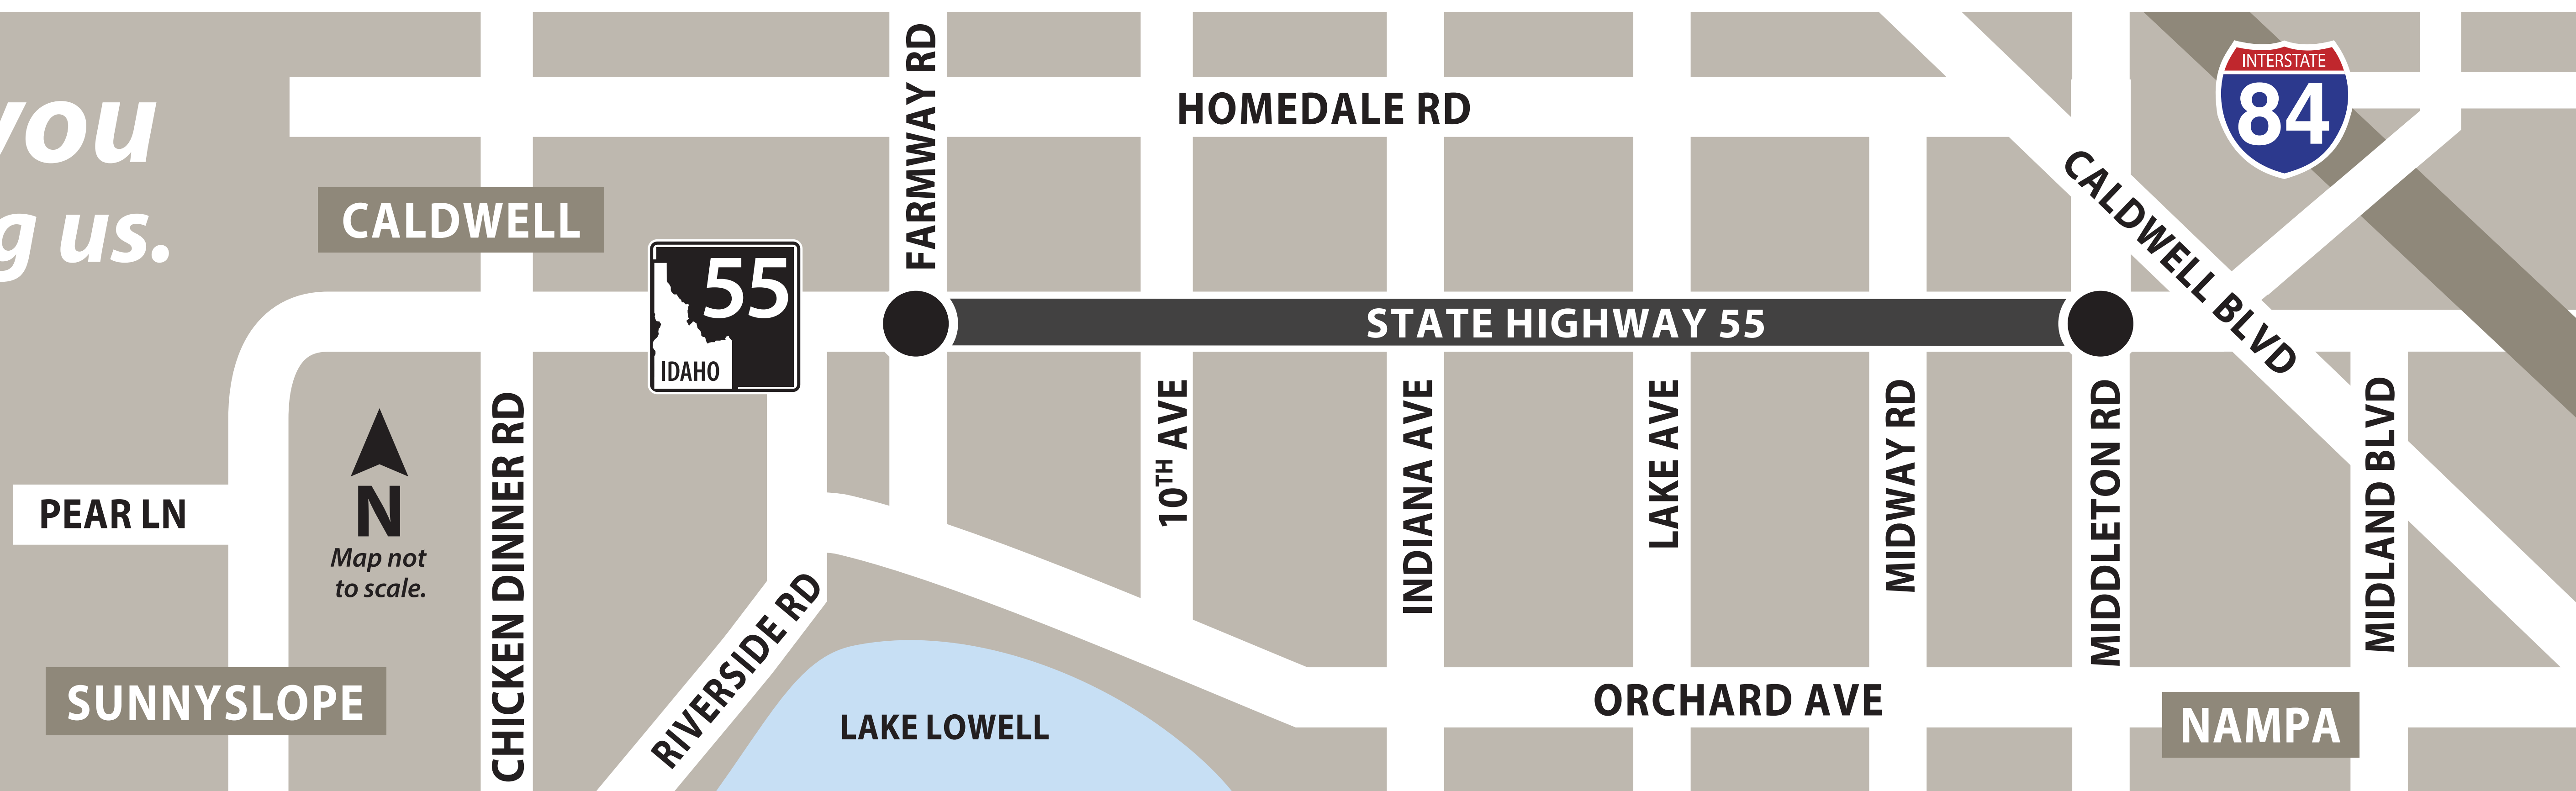 you
g us.
CALDWELL
FARMWAY RD
HOMEDALE RD
INTERSTATE
84
CALDWELL BLVD
55
IDAHO
STATE HIGHWAY 55
PEAR LN
N
Map not
to scale.
CHICKEN DINNER RD
10TH AVE
INDIANA AVE
LAKE AVE
MIDWAY RD
MIDDLETON RD
MIDLAND BLVD
SUNNYSLOPE
RIVERSIDE RD
LAKE LOWELL
ORCHARD AVE
NAMPA